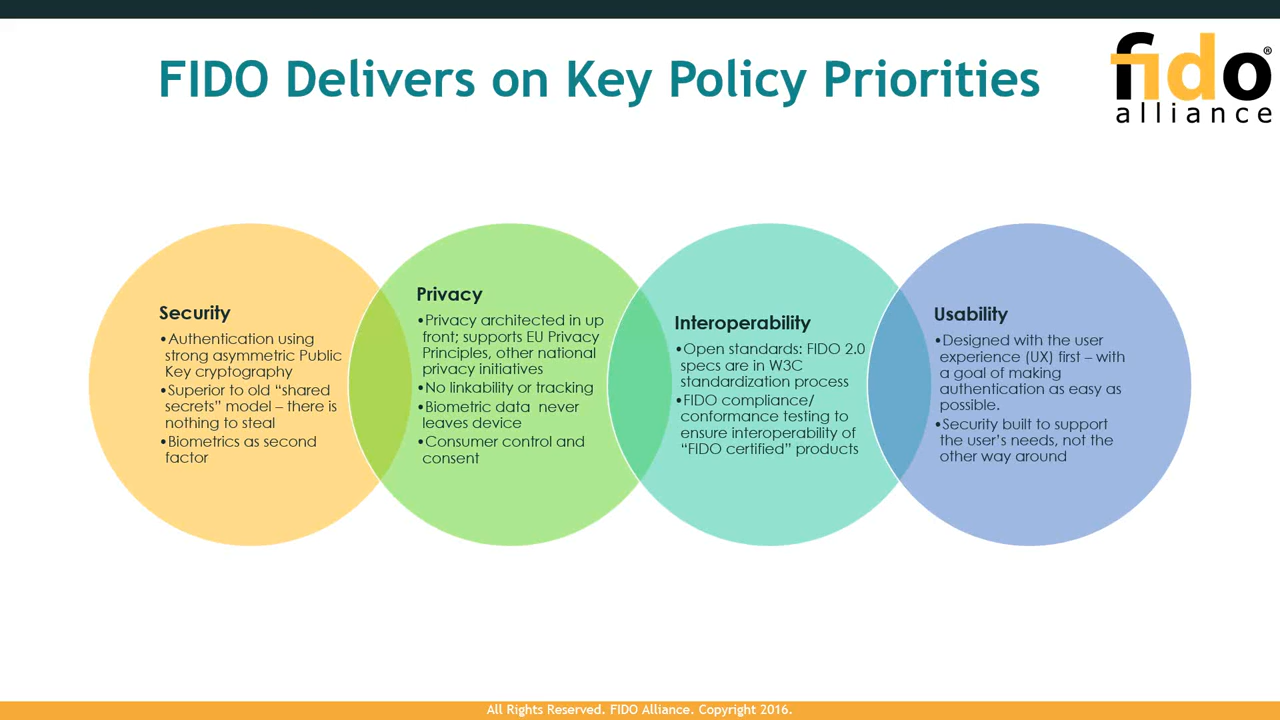 FIDO Delivers on Key Policy Priorities
fido®
alliance
Security
•Authentication using
strong asymmetric Public
Key cryptography
•Superior to old “shared
secrets” model – there is
nothing to steal
•Biometrics as second
factor
Privacy
•Privacy architected in up
front; supports EU Privacy
Principles, other national
privacy initiatives
•No linkability or tracking
•Biometric data never
leaves device
•Consumer control and
consent
Interoperability
•Open standards: FIDO 2.0
specs are in W3C
standardization process
•FIDO compliance/
conformance testing to
ensure interoperability of
“FIDO certified” products
Usability
•Designed with the user
experience (UX) first – with
a goal of making
authentication as easy as
possible.
•Security built to support
the user’s needs, not the
other way around
All Rights Reserved. FIDO Alliance. Copyright 2016.